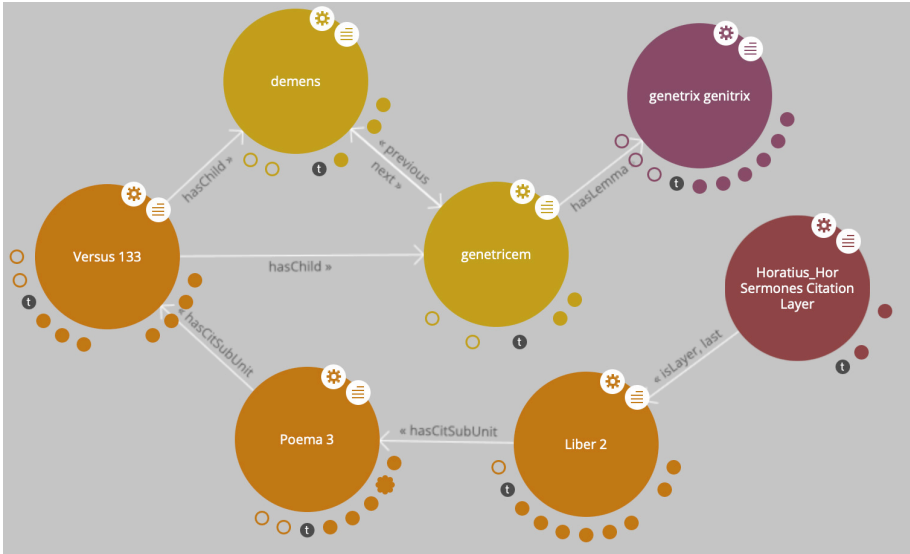 demens
genetrix genitrix
« previous
next »
hasChild »
hasLemma
Versus 133
genetricem
hasChild »
Horatius_Hor
Sermones Citation
Layer
« hasCitSubUnit
« isLayer, last
Poema 3
« hasCitSubUnit
Liber 2
t
t
t
t
t
t
t